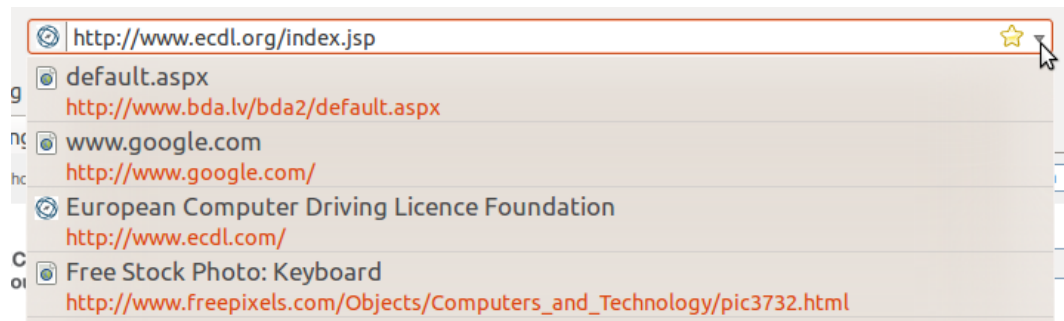 http://www.ecdl.org/index.jsp
default.aspx
http://www.bda.lv/bda2/default.aspx
www.google.com
http://www.google.com/
European Computer Driving Licence Foundation
http://www.ecdl.com/
Free Stock Photo: Keyboard
http://www.freepixels.com/Objects/Computers_and_Technology/pic3732.html